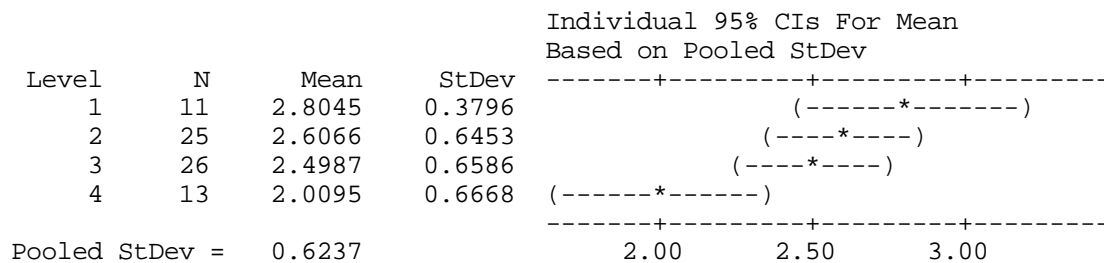 Individual 95% CIs For Mean
                                   Based on Pooled StDev
 Level      N      Mean     StDev  -------+---------+---------+---------
     1     11    2.8045    0.3796                  (------*-------)
     2     25    2.6066    0.6453                (----*----)
     3     26    2.4987    0.6586              (----*----)
     4     13    2.0095    0.6668  (------*------)
                                   -------+---------+---------+---------
Pooled StDev =   0.6237                 2.00      2.50      3.00